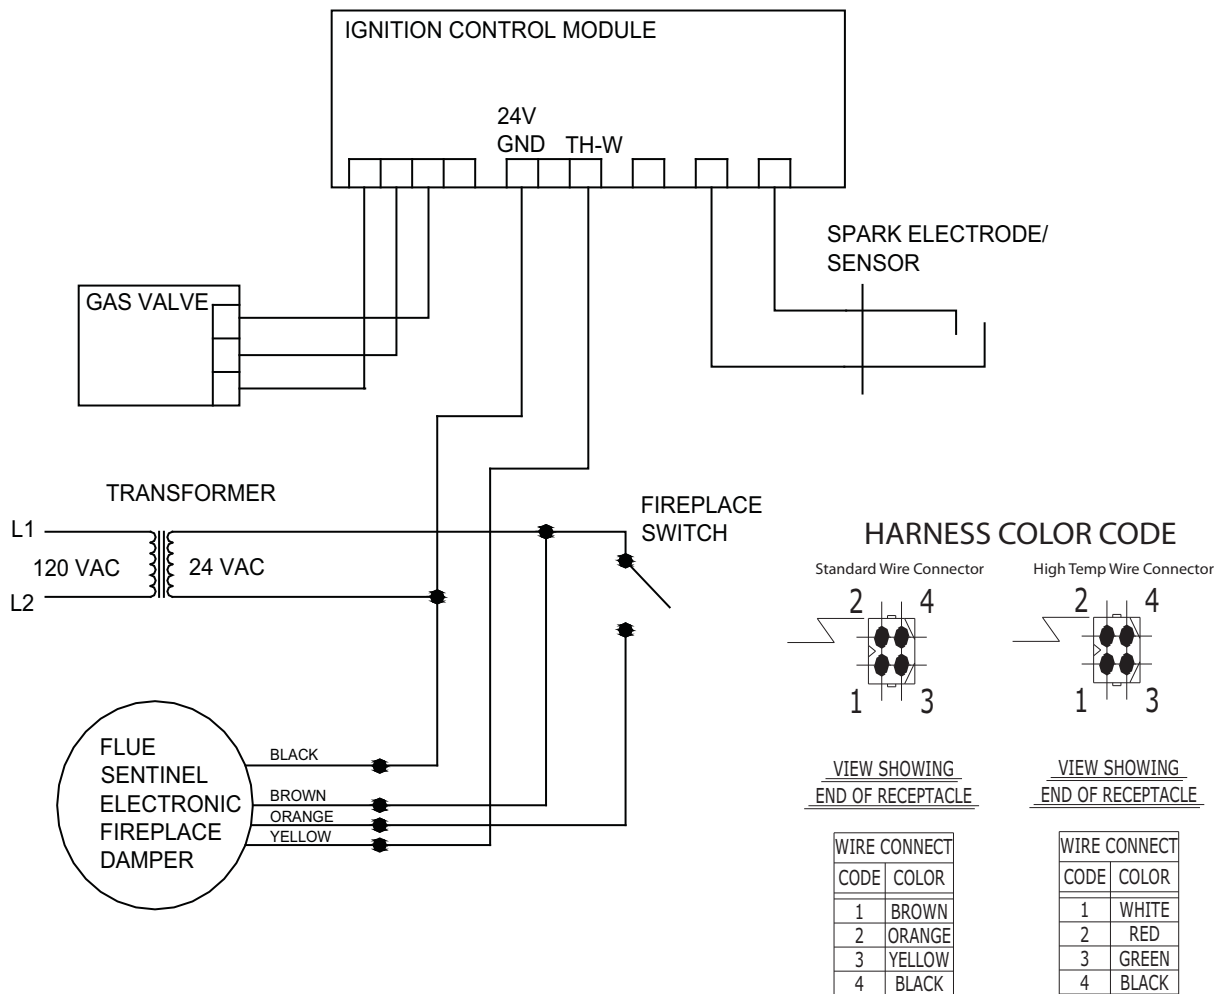 IGNITION CONTROL MODULE
24V
GND TH-W
SPARK ELECTRODE/
SENSOR
GAS VALVE
TRANSFORMER
L1
120 VAC 24 VAC
L2
FIREPLACE
SWITCH
FLUE
SENTINEL
ELECTRONIC
FIREPLACE
DAMPER
BLACK
BROWN
ORANGE
YELLOW
HARNESS COLOR CODE
Standard Wire Connector
2 4
1 3
VIEW SHOWING
END OF RECEPTACLE
WIRE CONNECT
CODE COLOR
1 BROWN
2 ORANGE
3 YELLOW
4 BLACK
High Temp Wire Connector
2 4
1 3
VIEW SHOWING
END OF RECEPTACLE
WIRE CONNECT
CODE COLOR
1 WHITE
2 RED
3 GREEN
4 BLACK